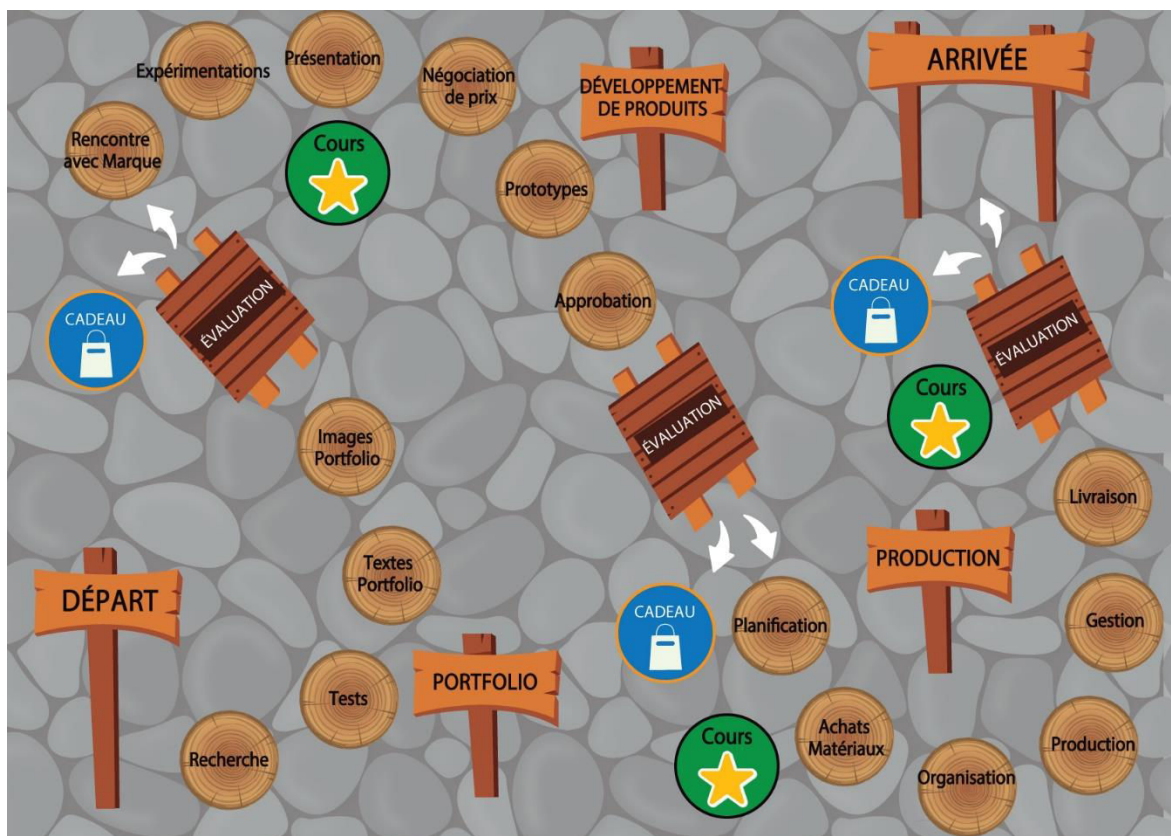 Présentation
Expérimentations
Négociation
de prix
Rencontre
avec Marque
Cours
DÉVELOPPEMENT
DE PRODUITS
ARRIVÉE
Prototypes
CADEAU
ÉVALUATION
Approbation
CADEAU
ÉVALUATION
ÉVALUATION
Cours
Images
Portfolio
Livraison
Textes
Portfolio
PRODUCTION
DÉPART
CADEAU
Planification
Gestion
PORTFOLIO
Tests
Recherche
Cours
Achats
Matériaux
Organisation
Production